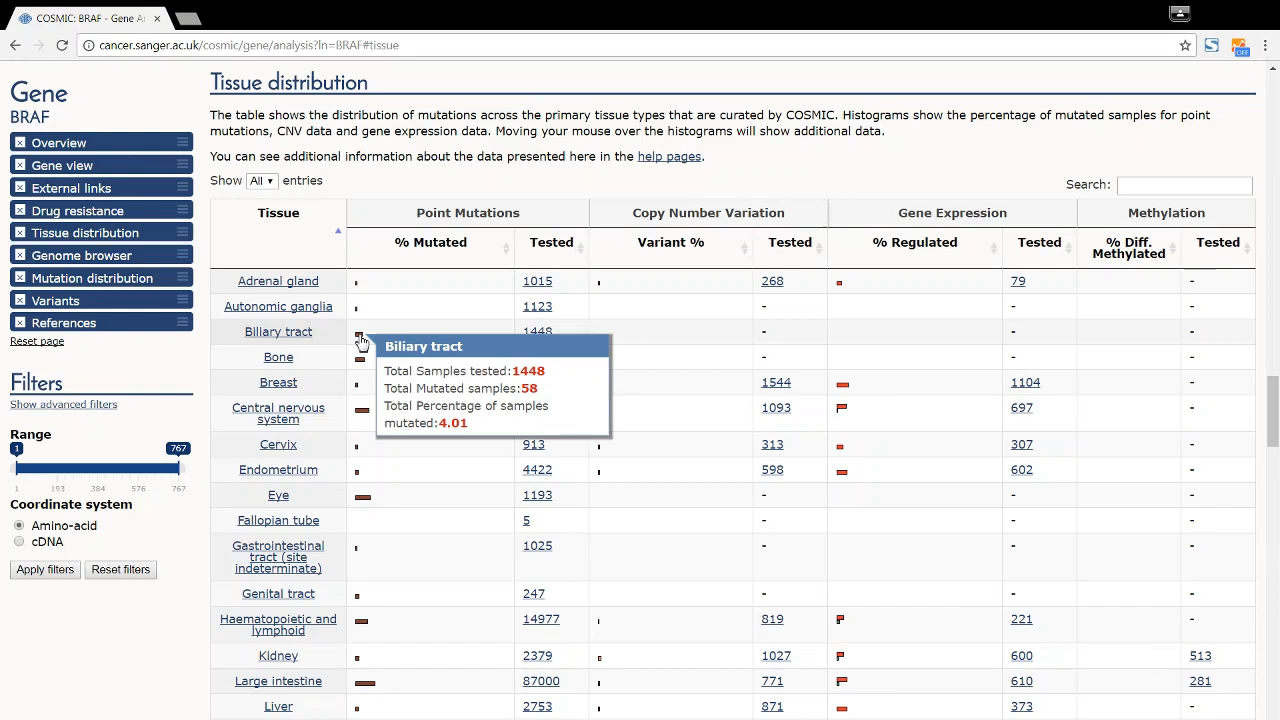 COSMIC: BRAF - Gene A
cancer.sanger.ac.uk/cosmic/gene/analysis?ln=BRAF#tissue
OFF
Gene
BRAF
Overview
Gene view
External links
Drug resistance
Tissue distribution
Genome browser
Mutation distribution
Variants
References
Reset page
Filters
Show advanced filters
Range
1 767
1 193 384 576 767
Coordinate system
Amino-acid
cDNA
Apply filters Reset filters
Tissue distribution
The table shows the distribution of mutations across the primary tissue types that are curated by COSMIC. Histograms show the percentage of mutated samples for point
mutations, CNV data and gene expression data. Moving your mouse over the histograms will show additional data.
You can see additional information about the data presented here in the help pages.
Show All entries
Search:
Tissue Point Mutations Copy Number Variation Gene Expression Methylation
% Mutated Tested Variant % Tested % Regulated Tested % Diff. Methylated Tested
Adrenal gland 1015 268 79 -
Autonomic ganglia 1123 - - -
Biliary tract 1448 - - -
Bone - - -
Breast 1544 1104 -
Central nervous system 1093 697 -
Cervix 913 313 307 -
Endometrium 4422 598 602 -
Eye 1193 - - -
Fallopian tube 5 - - -
Gastrointestinal tract (site indeterminate) 1025 - - -
Genital tract 247 - - -
Haematopoietic and lymphoid 14977 819 221 -
Kidney 2379 1027 600 513
Large intestine 87000 771 610 281
Liver 2753 871 373 -
Biliary tract
Total Samples tested:1448
Total Mutated samples:58
Total Percentage of samples
mutated:4.01